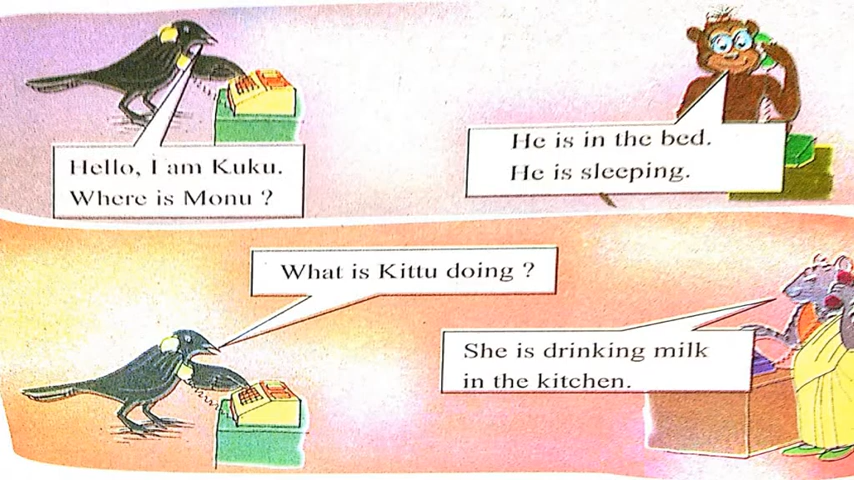 Hello, i am Kuku.
Where is Monu ?
He is in the bed.
He is sleeping.
What is Kittu doing ?
She is drinking milk
in the kitchen.